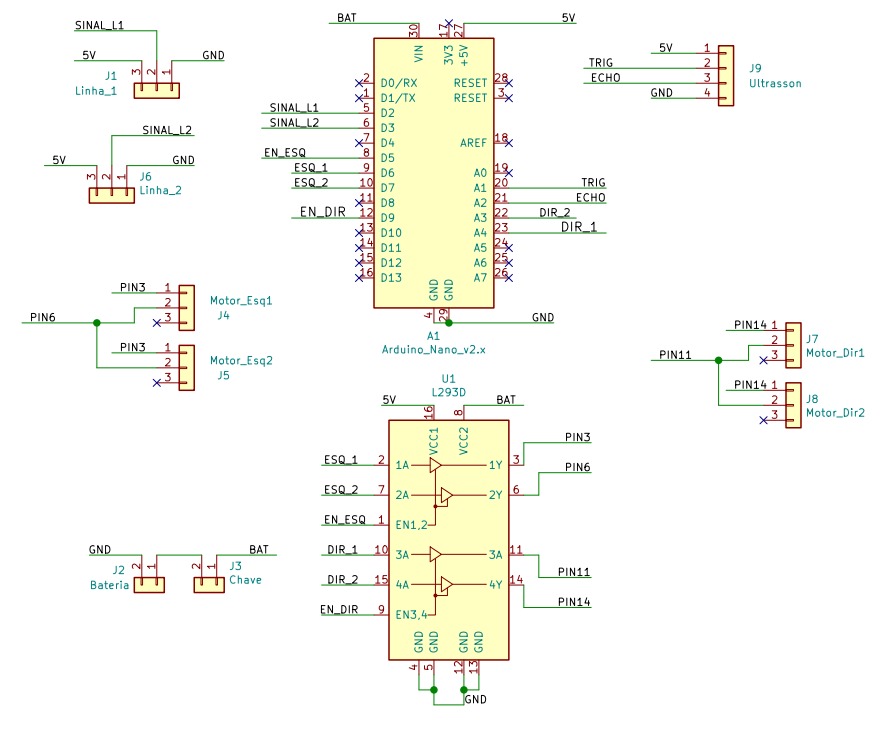 SINAL_L1
5V
GND
3
2
1
J1
Linha_1
SINAL_L2
5V
GND
3
2
1
J6
Linha_2
BAT
5V
30
17
27
VIN
3V3
+5V
2
D0/RX
RESET
28
1
D1/TX
RESET
3
SINAL_L1
5
D2
SINAL_L2
6
D3
7
D4
AREF
18
EN_ESQ
8
D5
ESQ_1
9
D6
A0
19
ESQ_2
10
D7
A1
20
TRIG
11
D8
A2
21
ECHO
EN_DIR
12
D9
A3
22
DIR_2
13
D10
A4
23
DIR_1
14
D11
A5
24
15
D12
A6
25
16
D13
A7
26
GND
GND
4
29
GND
A1
Arduino_Nano_v2.x
5V
1
TRIG
2
ECHO
3
GND
4
J9
Ultrasson
PIN3
1
2
PIN6
3
Motor_Esq1
J4
PIN3
1
2
3
Motor_Esq2
J5
PIN14
1
2
PIN11
3
J7
Motor_Dir1
PIN14
1
2
3
J8
Motor_Dir2
U1
L293D
5V
BAT
16
8
VCC1
VCC2
ESQ_1
2
1A
1Y
3
PIN3
ESQ_2
7
2A
2Y
6
PIN6
EN_ESQ
1
EN1,2
DIR_1
10
3A
3A
11
PIN11
DIR_2
15
4A
4Y
14
PIN14
EN_DIR
9
EN3,4
GND
GND
GND
GND
4
5
12
13
GND
GND
2
1
J2
Bateria
BAT
2
1
J3
Chave